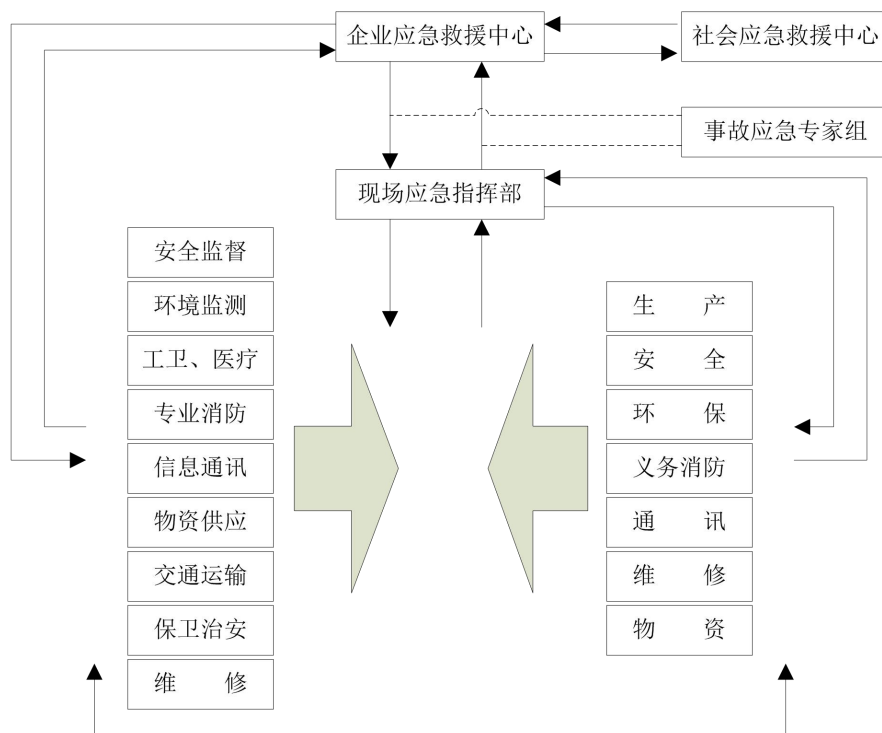 企业应急救援中心
社会应急救援中心
事故应急专家组
现场应急指挥部
安全监督
环境监测
工卫、医疗
专业消防
信息通讯
物资供应
交通运输
保卫治安
维 修
生 产
安 全
环 保
义务消防
通 讯
维 修
物 资